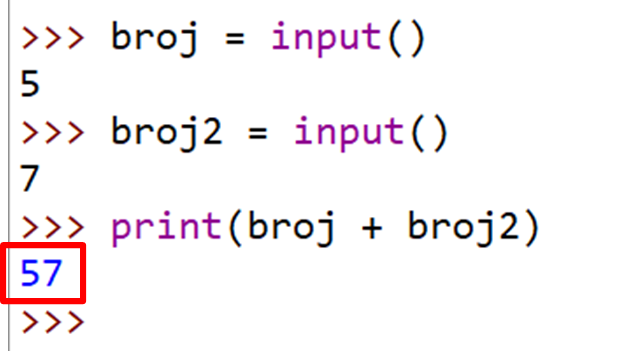 >>> broj = input()
5
>>> broj2 = input()
7
>>> print(broj + broj2)
57
>>>